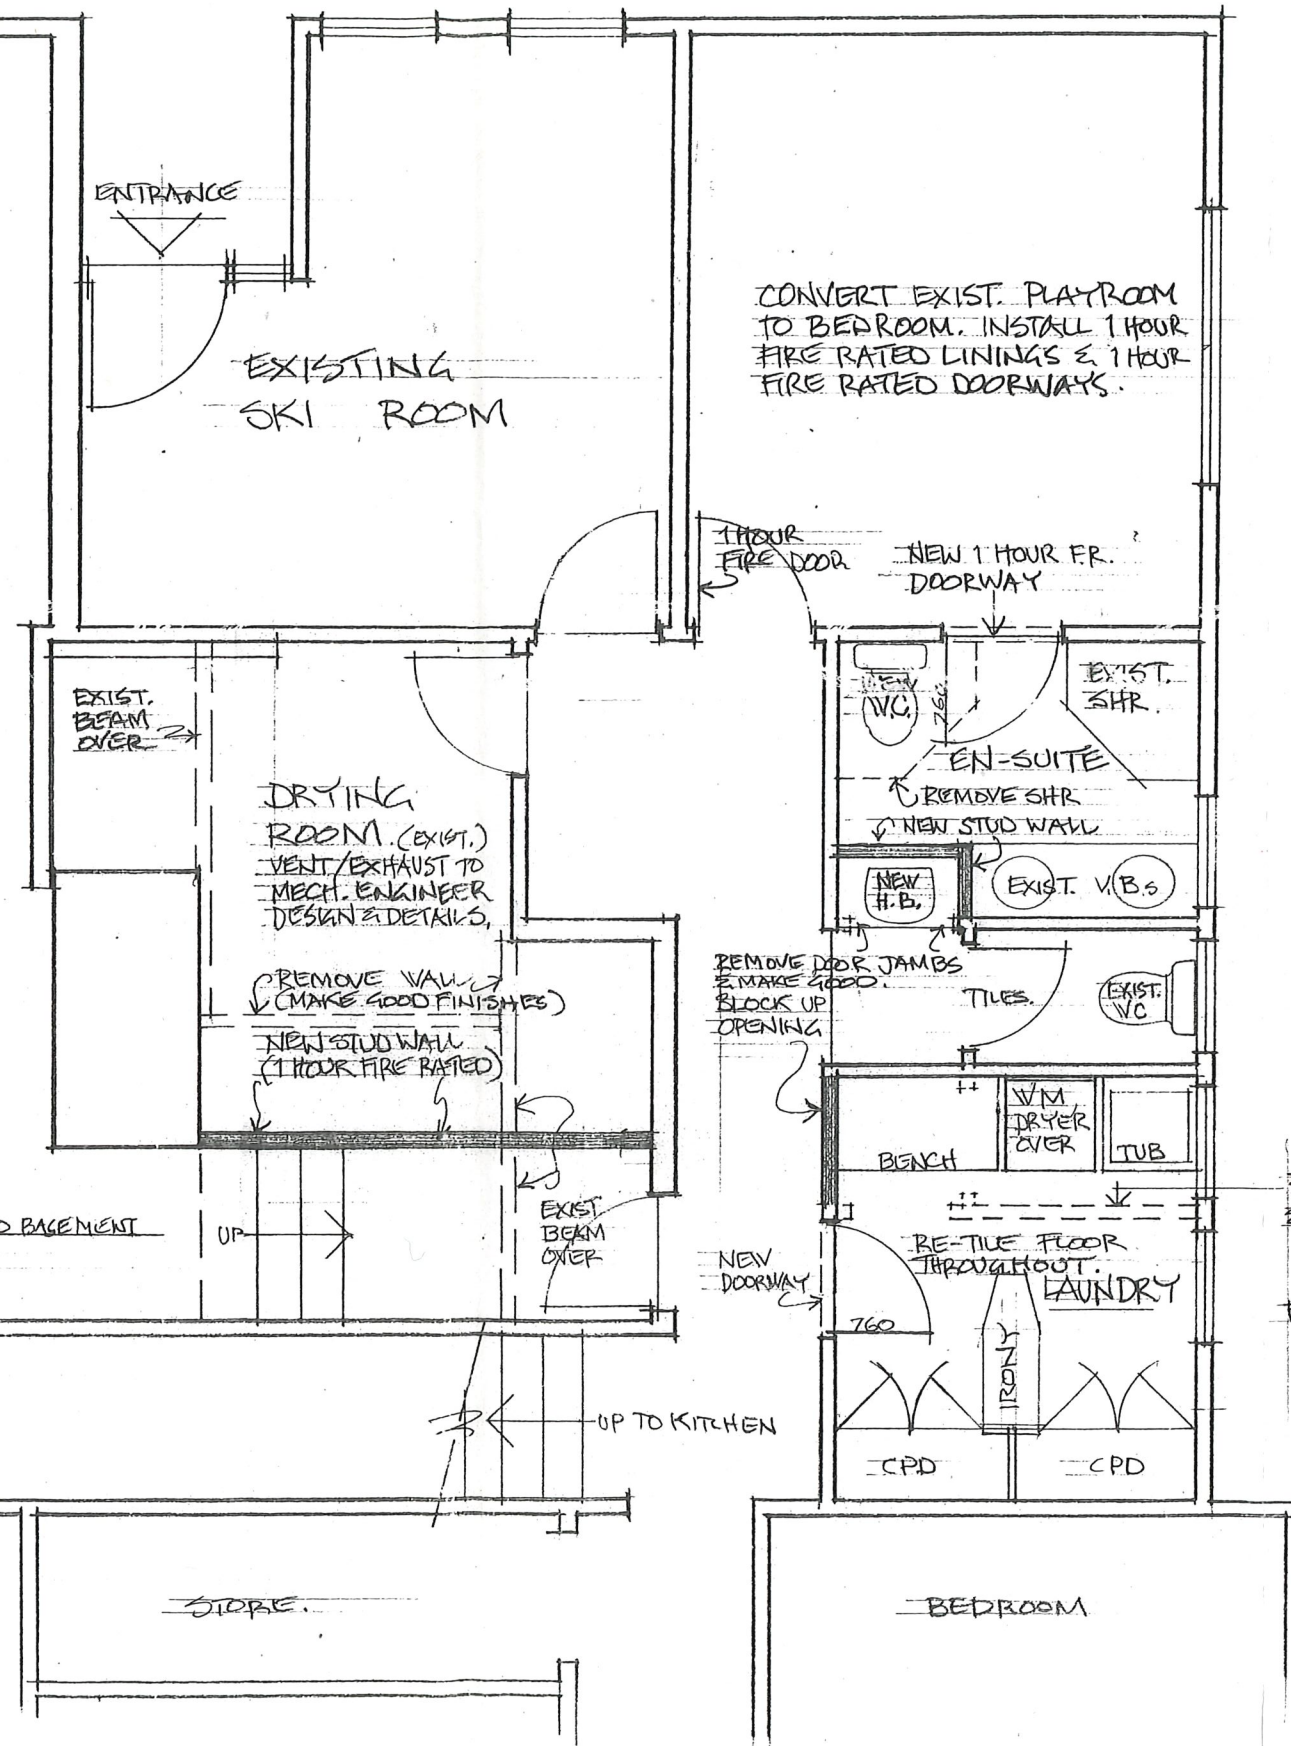 ENTRANCE
EXISTING
SKI ROOM
CONVERT EXIST. PLAYROOM
TO BEDROOM. INSTALL 1 HOUR
FIRE RATED LININGS & 1 HOUR
FIRE RATED DOORWAYS.
1 HOUR
FIRE DOOR
NEW 1 HOUR F.R.
DOORWAY
EXIST.
BEAM
OVER
NEW
W.C.
760
EXIST.
SHR.
EN-SUITE
REMOVE SHR
NEW STUD WALL
DRYING
ROOM. (EXIST.)
VENT/EXHAUST TO
MECH. ENGINEER
DESIGN & DETAILS.
NEW
H.B.
EXIST. V.B.s
REMOVE WALL
(MAKE GOOD FINISHES)
NEW STUD WALL
(1 HOUR FIRE RATED)
REMOVE DOOR JAMBS
& MAKE GOOD.
BLOCK UP
OPENING
TILES.
EXIST.
WC
BENCH
WM
DRYER
OVER
TUB
BASEMENT
UP
EXIST
BEAM
OVER
NEW
DOORWAY
RE-TILE FLOOR
THROUGHOUT.
LAUNDRY
760
IRONY
UP TO KITCHEN
CPD
CPD
STORE.
BEDROOM